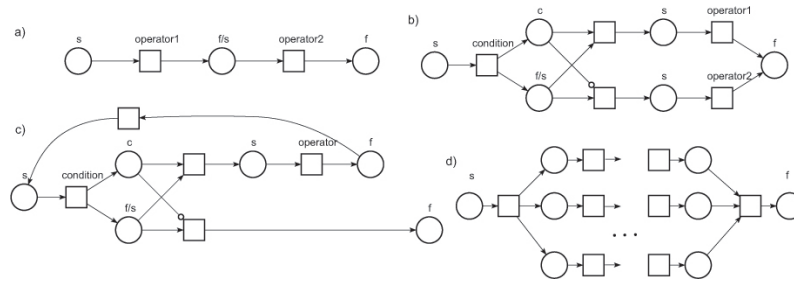 a)
s operator1 f/s operator2 f
b)
s condition c s operator1 f
f/s s operator2
c)
s condition c s operator f
f/s f
d)
s f
. . .